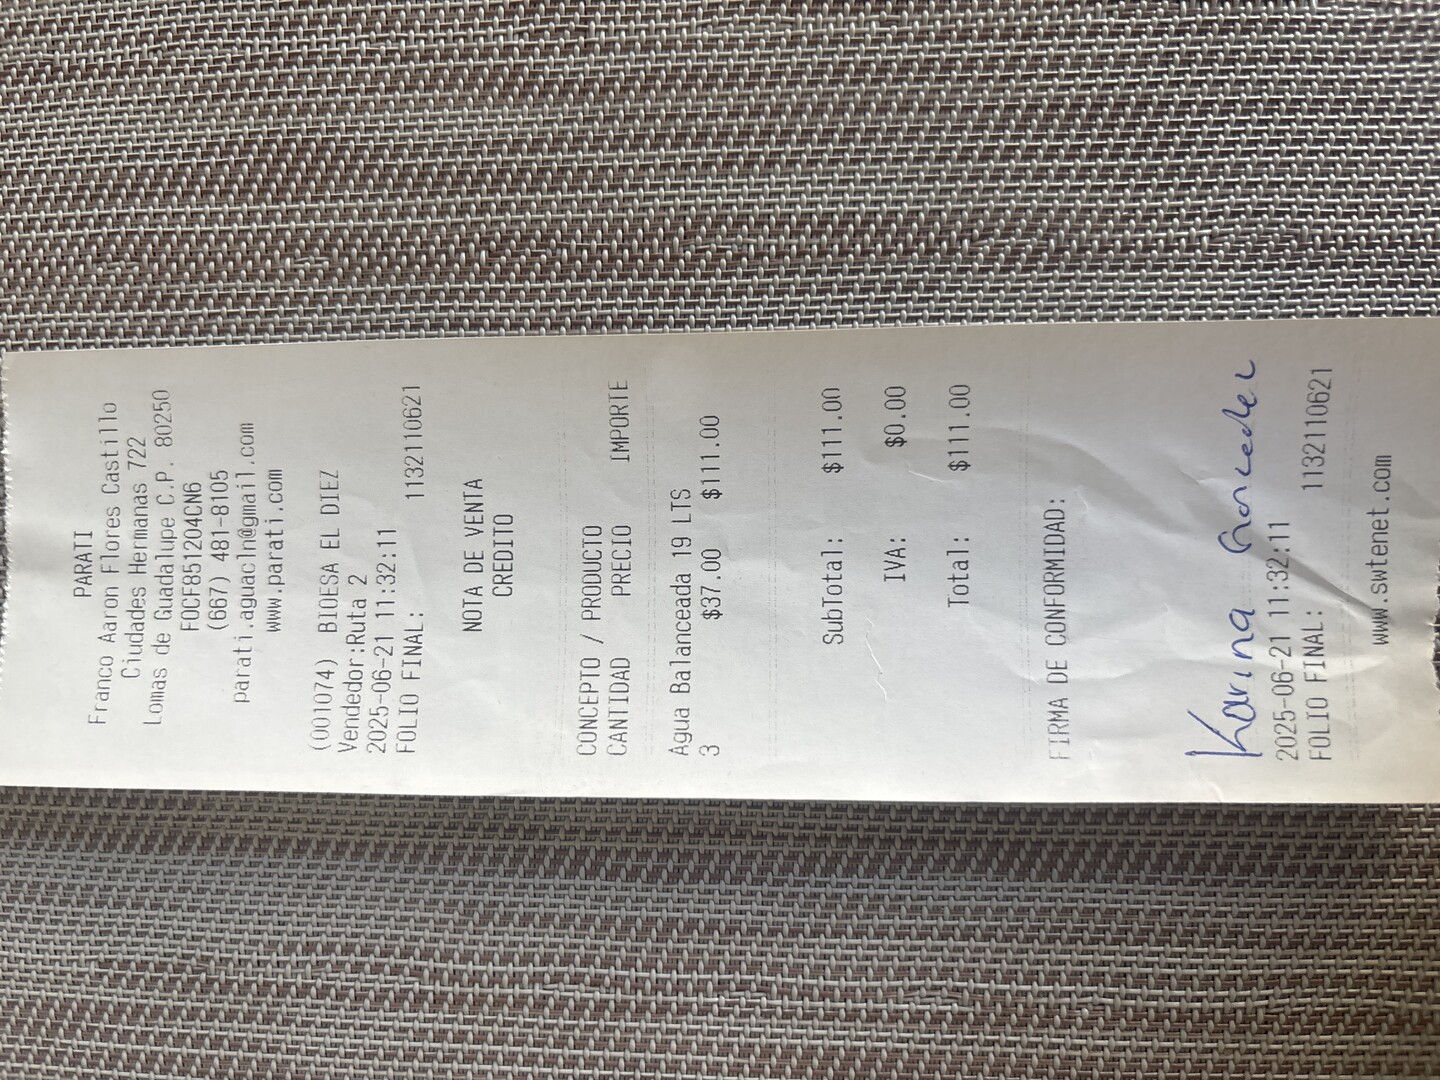 PARATI
Franco Aaron Flores Castillo
Ciudades Hermanas 722
Lomas de Guadalupe C.P. 80250
FOCF851204CN6
(667) 481-8105
parati.aguacln@gmail.com
www.parati.com
(001074) BIOESA EL DIEZ
Vendedor:Ruta 2
2025-06-21 11:32:11
FOLIO FINAL: 1132110621
NOTA DE VENTA
CREDITO
CONCEPTO / PRODUCTO
CANTIDAD PRECIO IMPORTE
Agua Balanceada 19 LTS
3 $37.00 $111.00
SubTotal: $111.00
IVA: $0.00
Total: $111.00
FIRMA DE CONFORMIDAD:
Karina
2025-06-21 11:32:11
FOLIO FINAL: 1132110621
www.swtenet.com